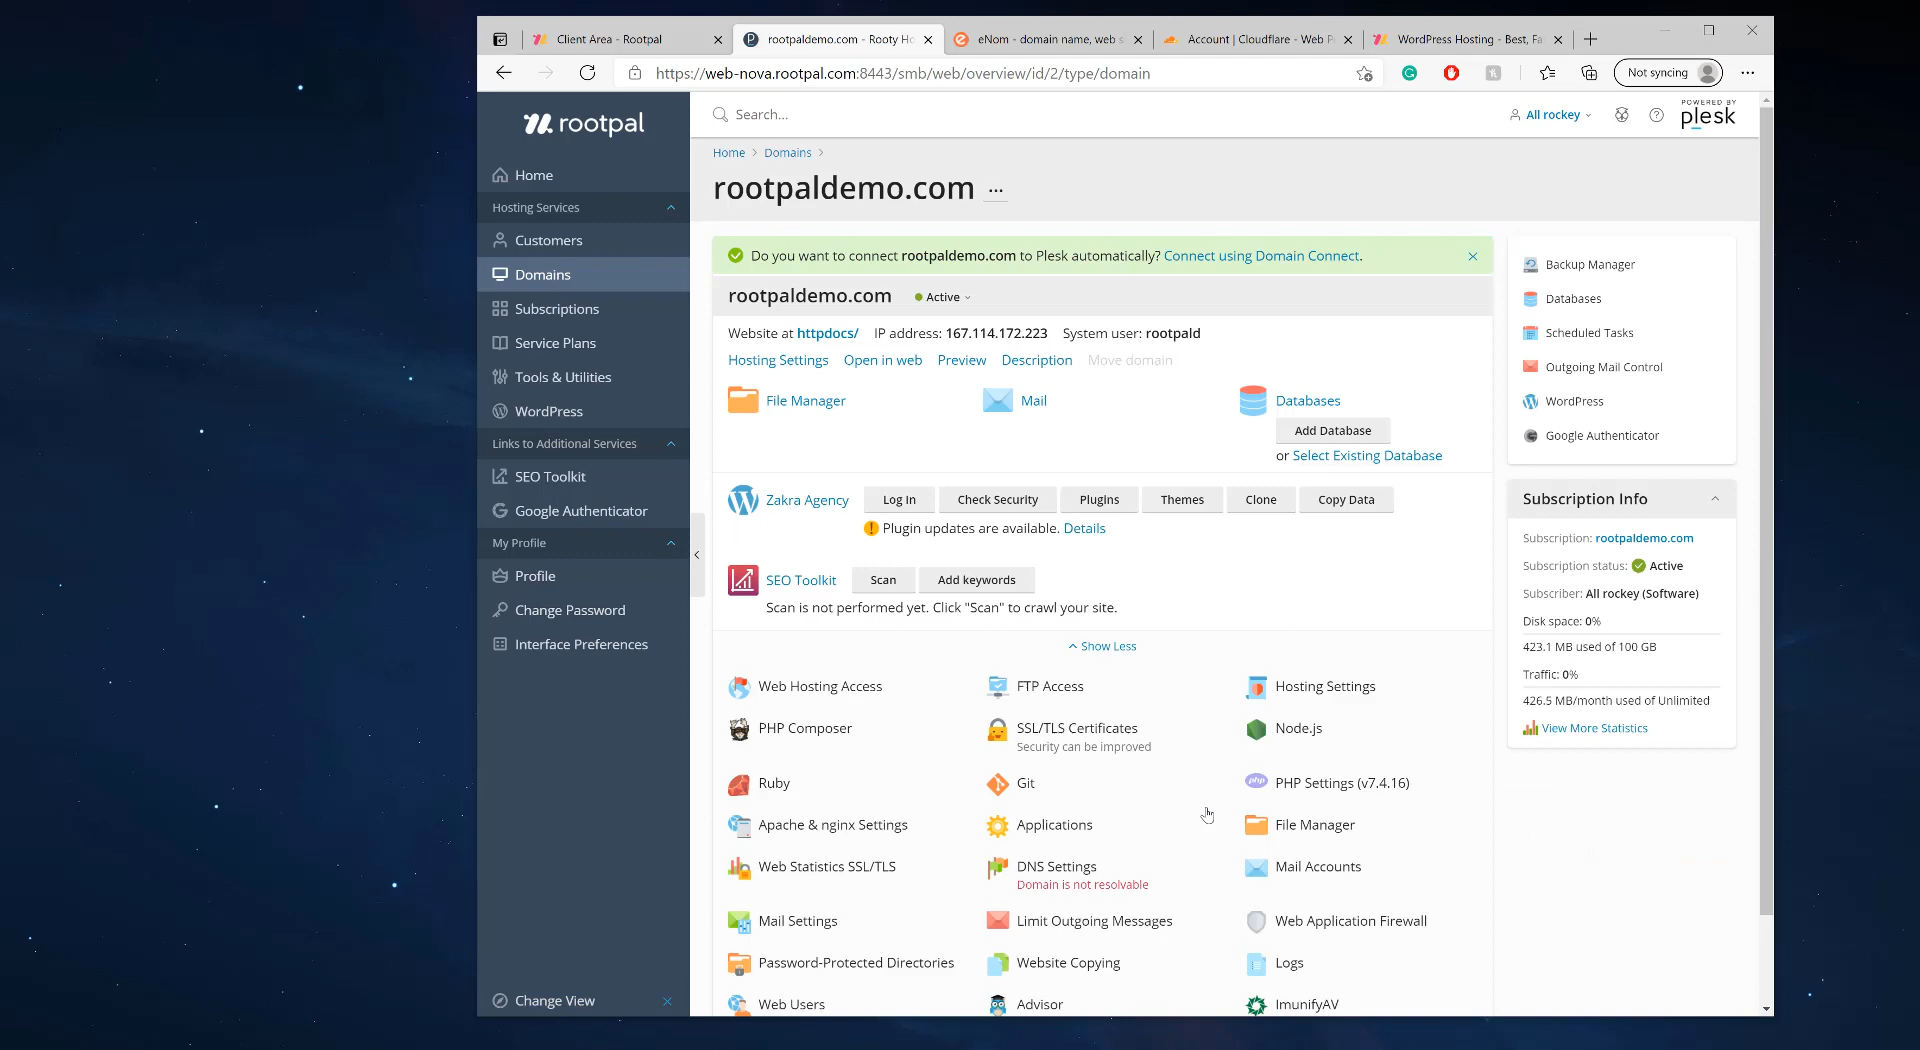 Client Area - Rootpal
rootpaldemo.com - Rooty Ho
eNom - domain name, web s
Account | Cloudflare - Web P
WordPress Hosting - Best, Fa
https://web-nova.rootpal.com:8443/smb/web/overview/id/2/type/domain
Not syncing
rootpal
Home
Hosting Services
Customers
Domains
Subscriptions
Service Plans
Tools & Utilities
WordPress
Links to Additional Services
SEO Toolkit
Google Authenticator
My Profile
Profile
Change Password
Interface Preferences
Change View
Search...
All rockey
POWERED BY
plesk
Home > Domains >
rootpaldemo.com ...
Do you want to connect rootpaldemo.com to Plesk automatically? Connect using Domain Connect.
rootpaldemo.com Active
Website at httpdocs/ IP address: 167.114.172.223 System user: rootpald
Hosting Settings Open in web Preview Description Move domain
File Manager Mail Databases
Add Database
or Select Existing Database
Zakra Agency Log In Check Security Plugins Themes Clone Copy Data
Plugin updates are available. Details
SEO Toolkit Scan Add keywords
Scan is not performed yet. Click "Scan" to crawl your site.
Show Less
Web Hosting Access FTP Access Hosting Settings
PHP Composer SSL/TLS Certificates Node.js
Security can be improved
Ruby Git php PHP Settings (v7.4.16)
Apache & nginx Settings Applications File Manager
Web Statistics SSL/TLS DNS Settings Mail Accounts
Domain is not resolvable
Mail Settings Limit Outgoing Messages Web Application Firewall
Password-Protected Directories Website Copying Logs
Web Users Advisor ImunifyAV
Backup Manager
Databases
Scheduled Tasks
Outgoing Mail Control
WordPress
Google Authenticator
Subscription Info
Subscription: rootpaldemo.com
Subscription status: Active
Subscriber: All rockey (Software)
Disk space: 0%
423.1 MB used of 100 GB
Traffic: 0%
426.5 MB/month used of Unlimited
View More Statistics